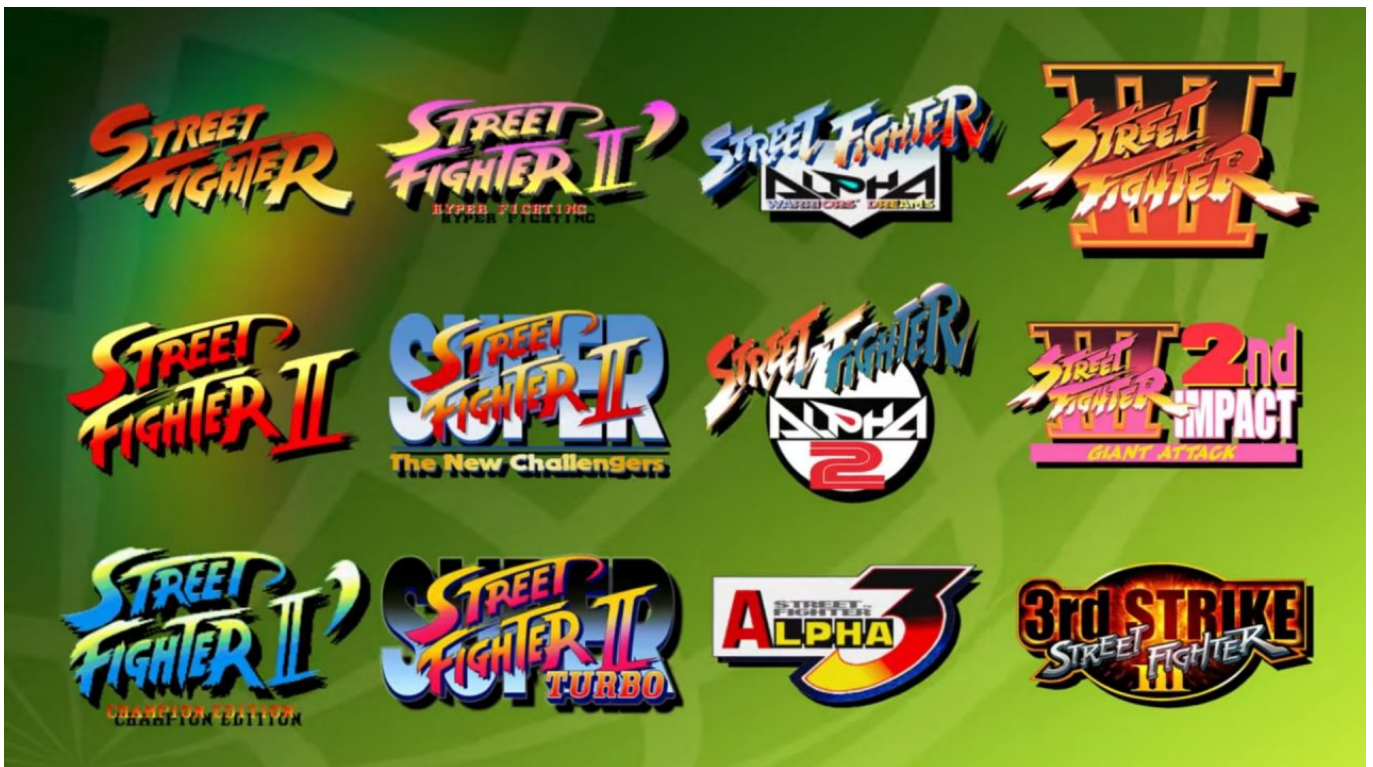 STREET
FIGHTER
STREET
FIGHTER II'
HYPER FIGHTING
STREET FIGHTER
ALPHA
WARRIORS' DREAMS
III
STREET
FIGHTER
STREET
FIGHTER II
SUPER
STREET
FIGHTER II
The New Challengers
STREET FIGHTER
ALPHA
2
III
STREET
FIGHTER
2nd
IMPACT
GIANT ATTACK
STREET
FIGHTER II'
CHAMPION EDITION
SUPER
STREET
FIGHTER II
TURBO
STREET
FIGHTER
ALPHA 3
3rd STRIKE
STREET FIGHTER
III